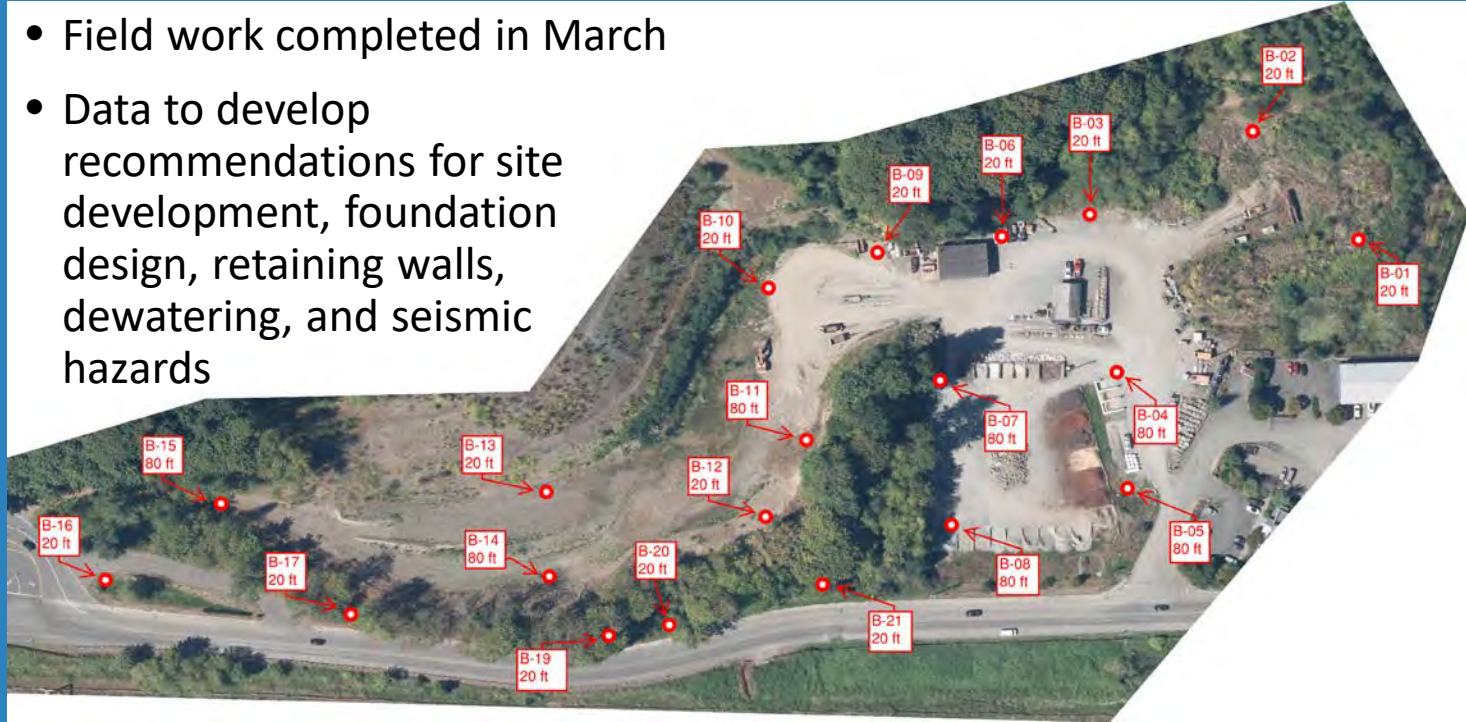 • Field work completed in March
• Data to develop
recommendations for site
development, foundation
design, retaining walls,
dewatering, and seismic
hazards
B-02
20 ft
B-03
20 ft
B-06
20 ft
B-09
20 ft
B-10
20 ft
B-01
20 ft
B-11
80 ft
B-07
80 ft
B-04
80 ft
B-15
80 ft
B-13
20 ft
B-12
20 ft
B-16
20 ft
B-14
80 ft
B-20
20 ft
B-05
80 ft
B-17
20 ft
B-08
80 ft
B-21
20 ft
B-19
20 ft